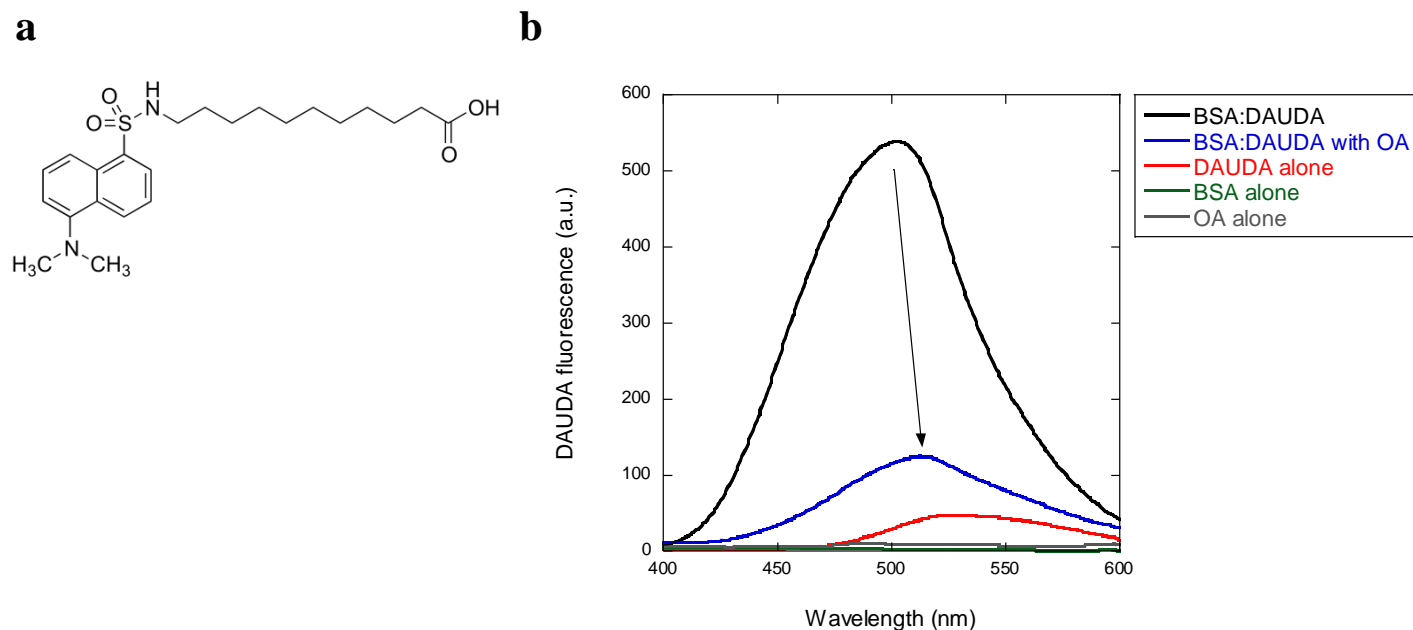 a
b
O
O
S
H
N
OH
O
N
H3C
CH3
DAUDA fluorescence (a.u.)
600
500
400
300
200
100
0
400
450
500
550
600
Wavelength (nm)
BSA:DAUDA
BSA:DAUDA with OA
DAUDA alone
BSA alone
OA alone